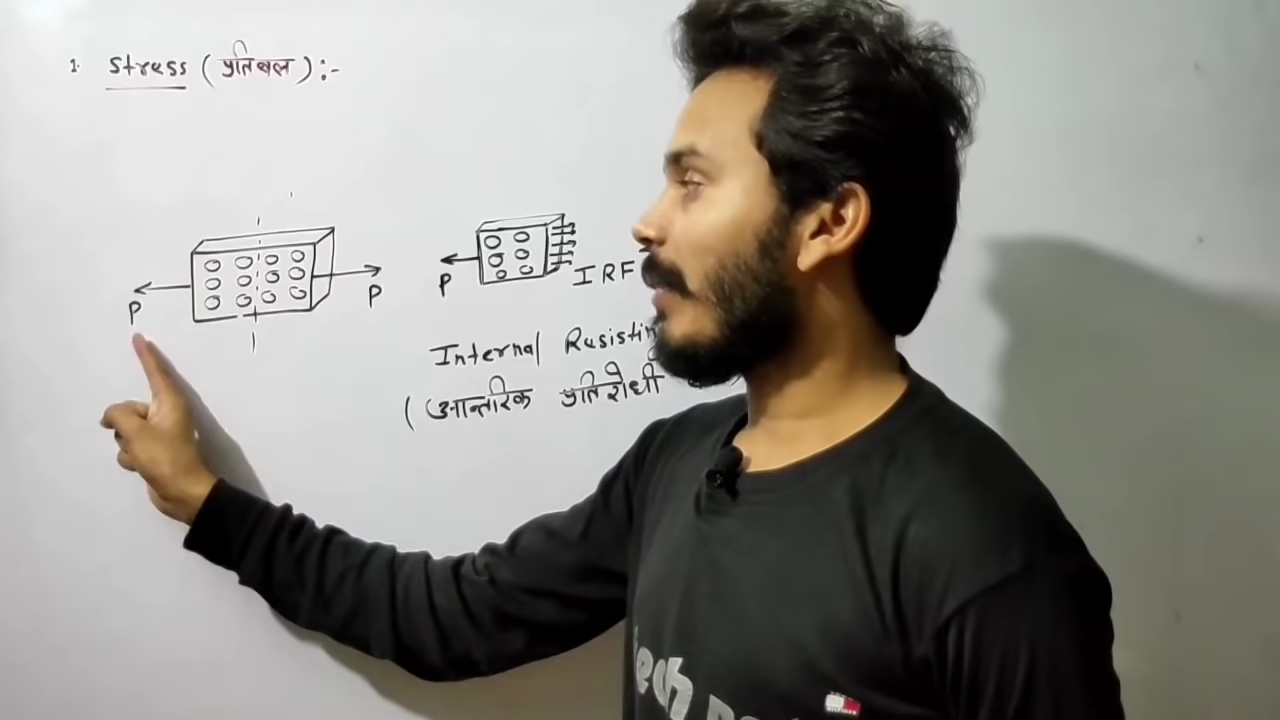 1. Stress (प्रतिबल) :-
P
P
P
IRF
Internal Resisting
(आन्तरिक प्रतिरोधी